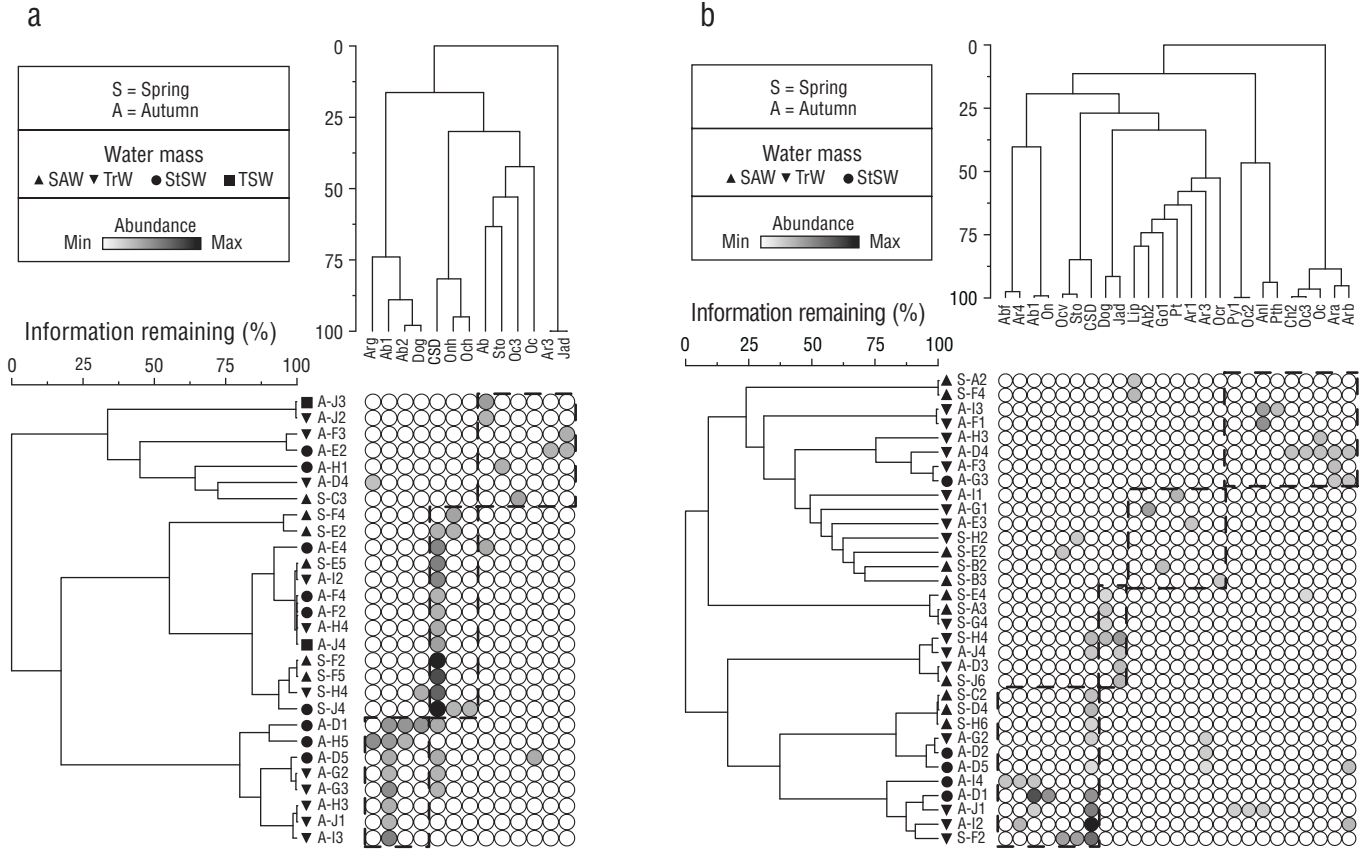 a
S = Spring
A = Autumn
Water mass
SAW TrW StSW TSW
Abundance
Min Max
0
25
50
75
100
Arg Ab1 Ab2 Dog CSD Onh Och Ab Sto Oc3 Oc Ar3 Jad
Information remaining (%)
0 25 50 75 100
A-J3
A-J2
A-F3
A-E2
A-H1
A-D4
S-C3
S-F4
S-E2
A-E4
S-E5
A-I2
A-F4
A-F2
A-H4
A-J4
S-F2
S-F5
S-H4
S-J4
A-D1
A-H5
A-D5
A-G2
A-G3
A-H3
A-J1
A-I3
b
S = Spring
A = Autumn
Water mass
SAW TrW StSW
Abundance
Min Max
0
25
50
75
100
Abf Ar4 Ab1 On Ocv Sto CSD Dog Jad Lip Ab2 Go1 Pt Ar1 Ar3 Ocr Py1 Oc2 Anl Pth Ch2 Oc3 Oc Ara Arb
Information remaining (%)
0 25 50 75 100
S-A2
S-F4
A-I3
A-F1
A-H3
A-D4
A-F3
A-G3
A-I1
A-G1
A-E3
S-H2
S-E2
S-B2
S-B3
S-E4
S-A3
S-G4
S-H4
A-J4
A-D3
S-J6
S-C2
S-D4
S-H6
A-G2
A-D2
A-D5
A-I4
A-D1
A-J1
A-I2
S-F2